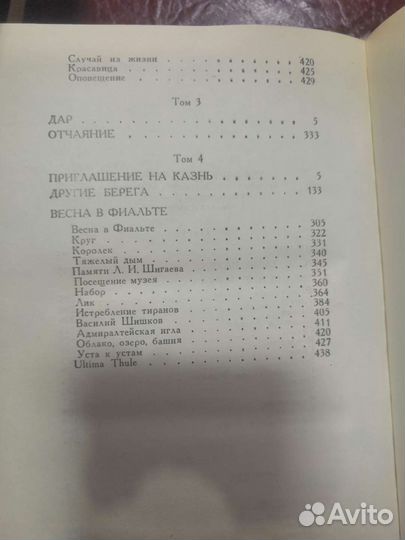 Случай из жизни 420
Красавица 425
Оповещение 429
Том 3
ДАР 5
ОТЧАЯНИЕ 333
Том 4
ПРИГЛАШЕНИЕ НА КАЗНЬ 5
ДРУГИЕ БЕРЕГА 133
ВЕСНА В ФИАЛЬТЕ
Весна в Фиальте 305
Круг 322
Королек 331
Тяжелый дым 340
Памяти Л. И. Шигаева 345
Посещение музея 351
Набор 360
Лик 364
Истребление тиранов 384
Василий Шишков 405
Адмиралтейская игла 411
Облако, озеро, башня 420
Уста к устам 427
Ultima Thule 438
Avito